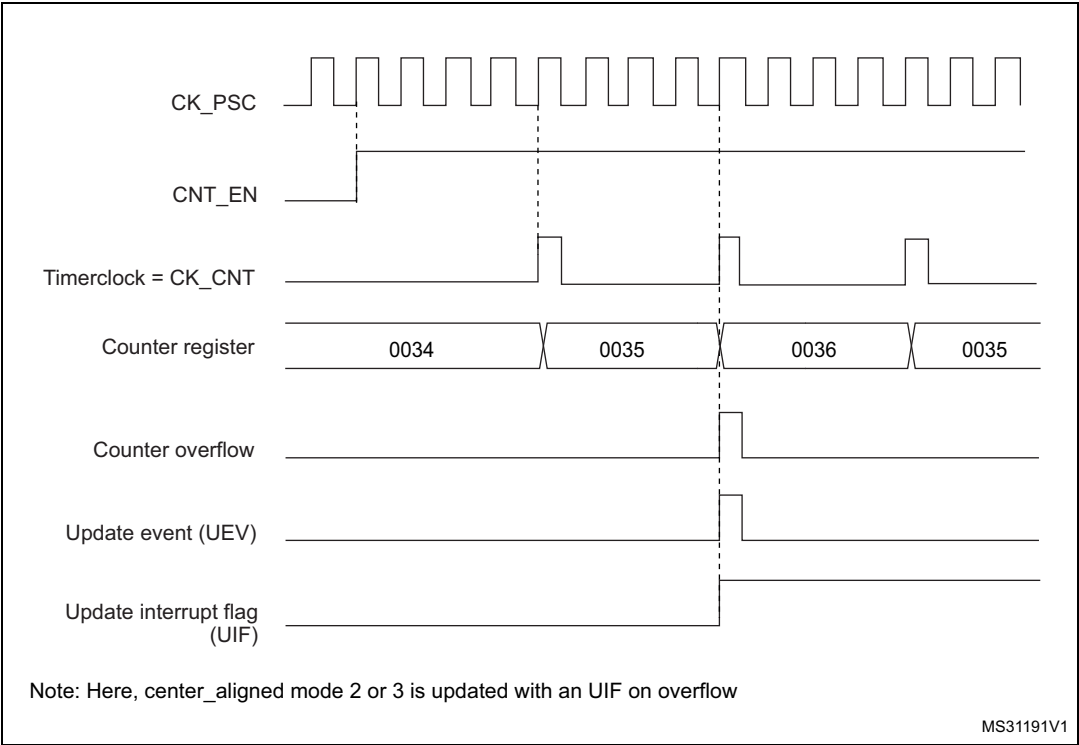 CK_PSC
CNT_EN
Timerclock = CK_CNT
Counter register
0034
0035
0036
0035
Counter overflow
Update event (UEV)
Update interrupt flag
(UIF)
Note: Here, center_aligned mode 2 or 3 is updated with an UIF on overflow
MS31191V1